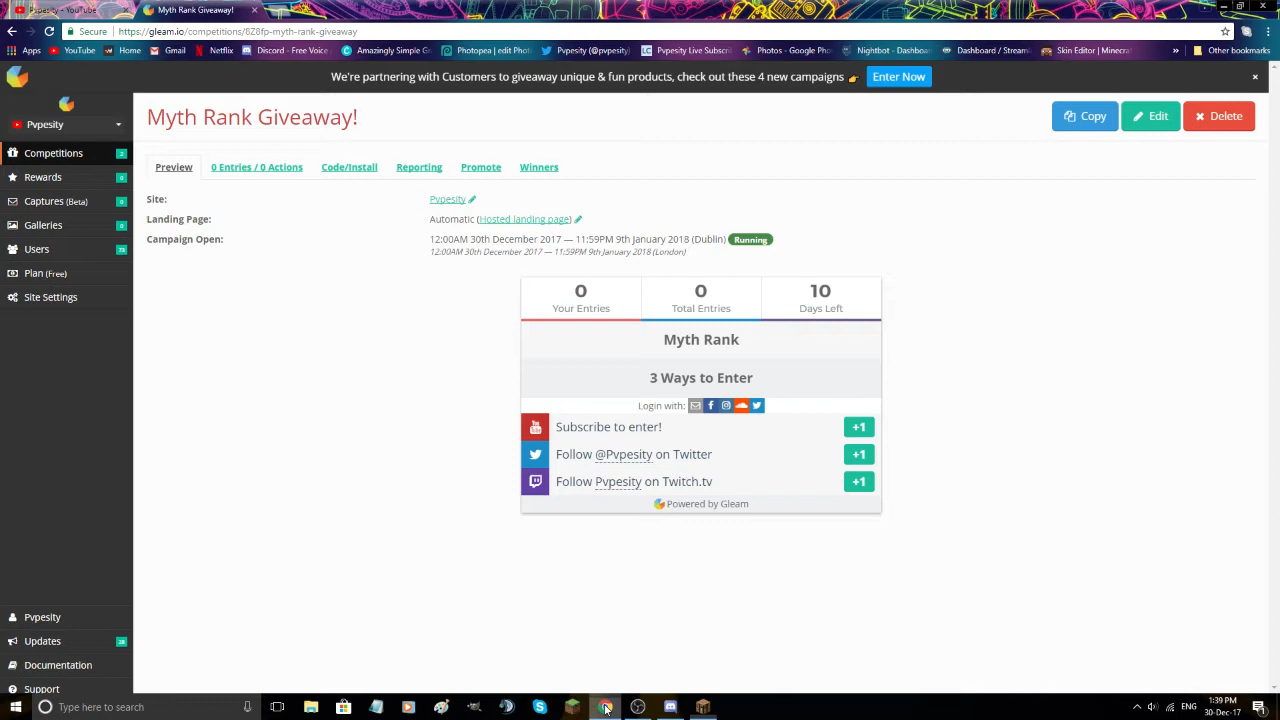 Pvpesity - YouTube
Myth Rank Giveaway!
Secure
https://gleam.io/competitions/6Z8fp-myth-rank-giveaway
Apps
YouTube
Home
Gmail
Netflix
Discord - Free Voice
Amazingly Simple G
Photopea | edit Phot
Pvpesity (@pvpesity)
Pvpesity Live Subscri
Photos - Google Pho
Nightbot - Dashboa
Dashboard / Stream
Skin Editor | Minecraf
»
Other bookmarks
We're partnering with Customers to giveaway unique & fun products, check out these 4 new campaigns 👉
Enter Now
×
Pvpesity
Competitions 2
Rewards 0
Captures (Beta) 0
Galleries 0
Users
Plan (Free)
Site Settings
Pvpesity
Updates
Documentation
Support
Myth Rank Giveaway!
Copy
Edit
Delete
Preview
0 Entries / 0 Actions
Code/Install
Reporting
Promote
Winners
Site: Pvpesity
Landing Page: Automatic (Hosted landing page)
Campaign Open: 12:00AM 30th December 2017 — 11:59PM 9th January 2018 (Dublin) Running
12:00AM 30th December 2017 — 11:59PM 9th January 2018 (London)
0 0 10
Your Entries Total Entries Days Left
Myth Rank
3 Ways to Enter
Login with:
Subscribe to enter! +1
Follow @Pvpesity on Twitter +1
Follow Pvpesity on Twitch.tv +1
Powered by Gleam
Type here to search
1:39 PM
30-Dec-17